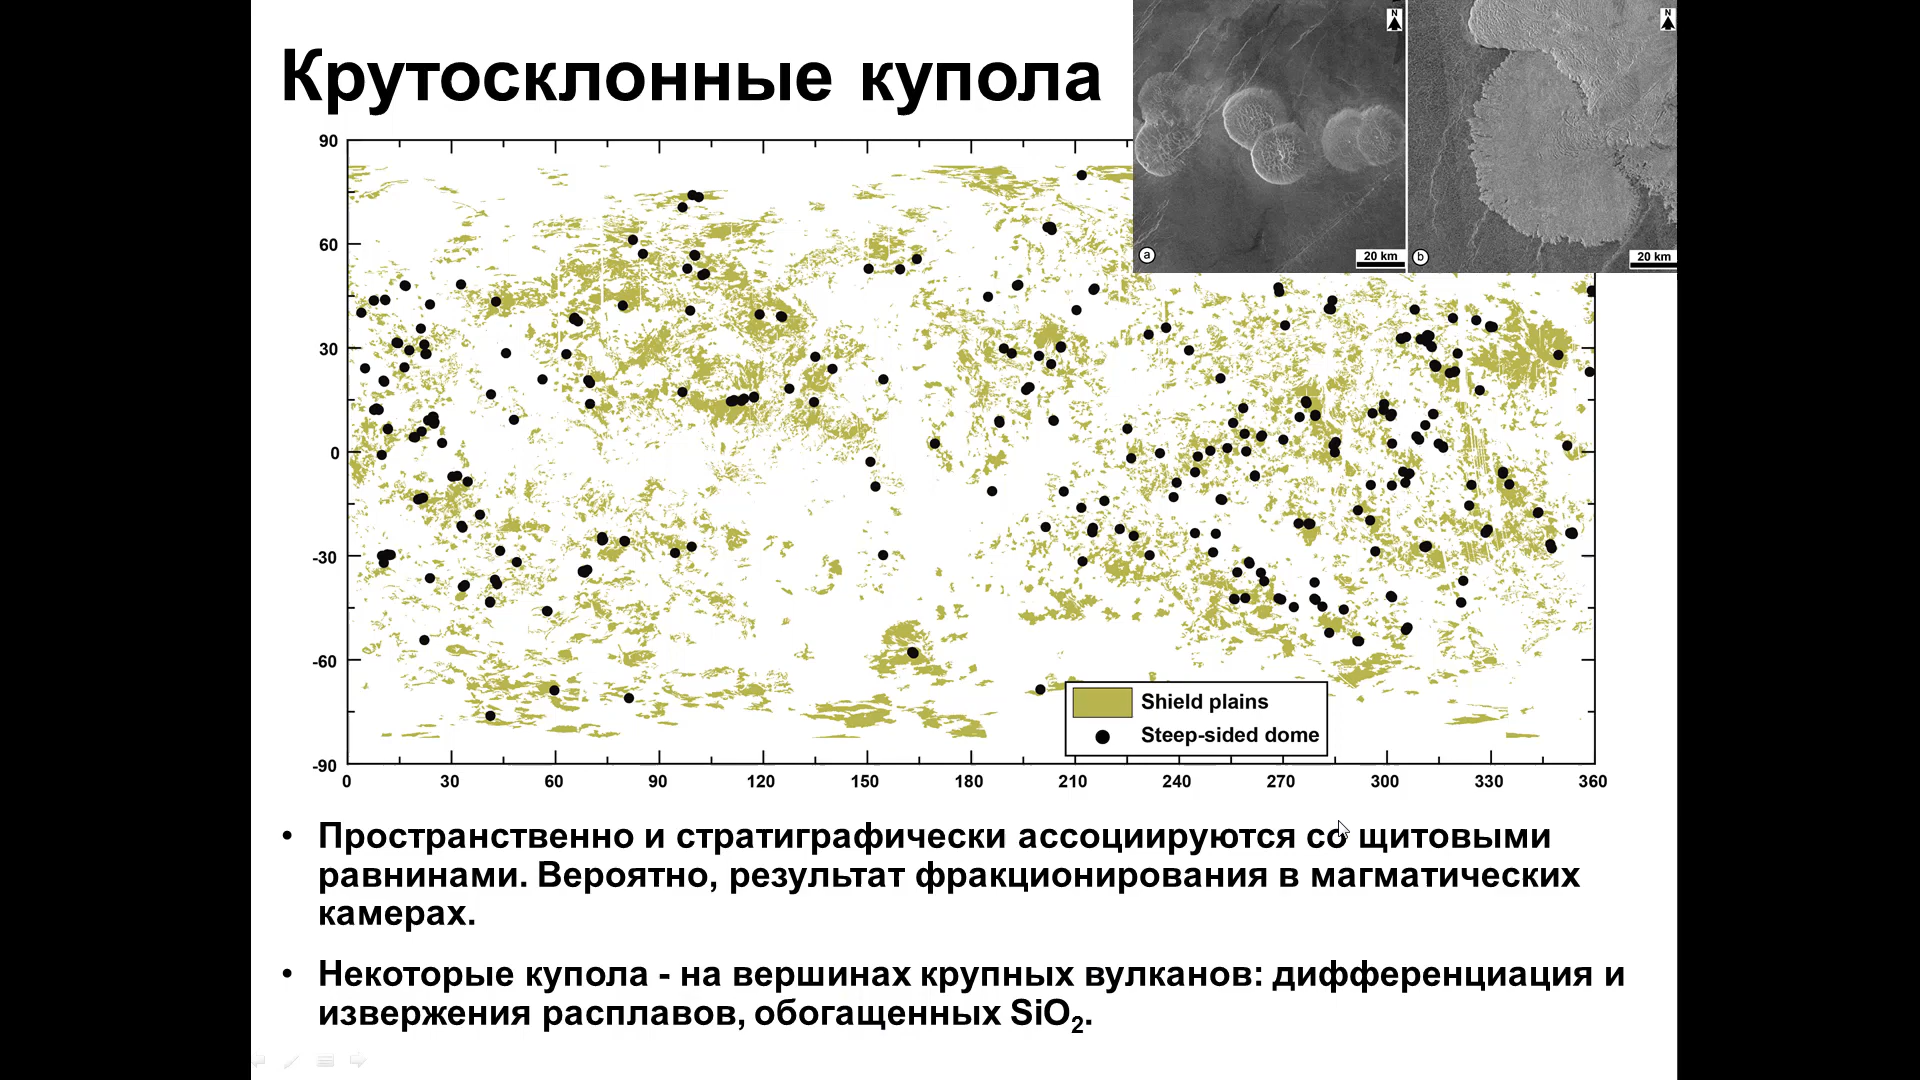 Крутосклонные купола
N
N
a
20 km
b
20 km
90
60
30
0
-30
-60
-90
Shield plains
Steep-sided dome
0 30 60 90 120 150 180 210 240 270 300 330 360
• Пространственно и стратиграфически ассоциируются со щитовыми
равнинами. Вероятно, результат фракционирования в магматических
камерах.
• Некоторые купола - на вершинах крупных вулканов: дифференциация и
извержения расплавов, обогащенных SiO₂.